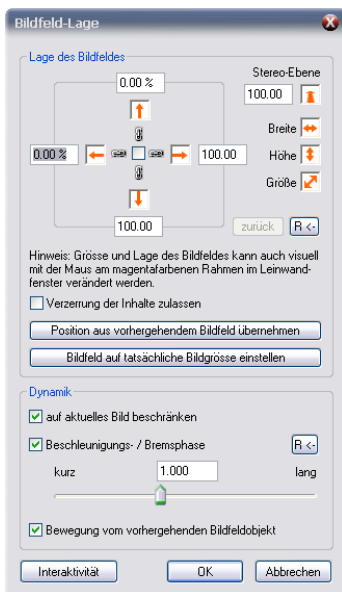 Bildfeld-Lage
Lage des Bildfeldes
0.00 %
Stereo-Ebene
100.00
Breite
0.00 %
100.00
Höhe
Größe
100.00
zurück
R <-
Hinweis: Grösse und Lage des Bildfeldes kann auch visuell
mit der Maus am magentafarbenen Rahmen im Leinwand-
fenster verändert werden.
Verzerrung der Inhalte zulassen
Position aus vorhergehendem Bildfeld übernehmen
Bildfeld auf tatsächliche Bildgrösse einstellen
Dynamik
auf aktuelles Bild beschränken
Beschleunigungs- / Bremsphase
R <-
kurz
1.000
lang
Bewegung vom vorhergehenden Bildfeldobjekt
Interaktivität
OK
Abbrechen